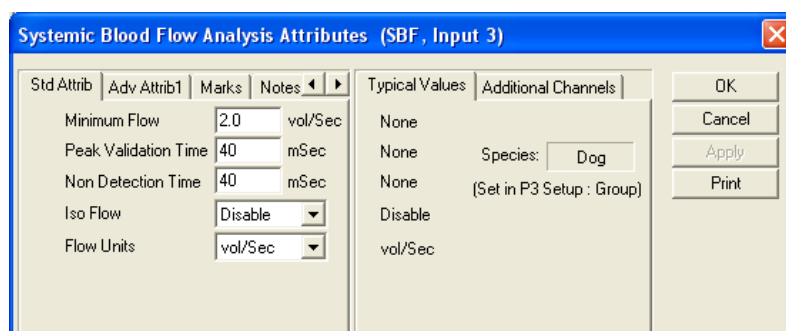 Systemic Blood Flow Analysis Attributes (SBF, Input 3)
Std Attrib Adv Attrib1 Marks Notes
Minimum Flow 2.0 vol/Sec
Peak Validation Time 40 mSec
Non Detection Time 40 mSec
Iso Flow Disable
Flow Units vol/Sec
Typical Values Additional Channels
None
None Species: Dog
None (Set in P3 Setup : Group)
Disable
vol/Sec
OK
Cancel
Apply
Print